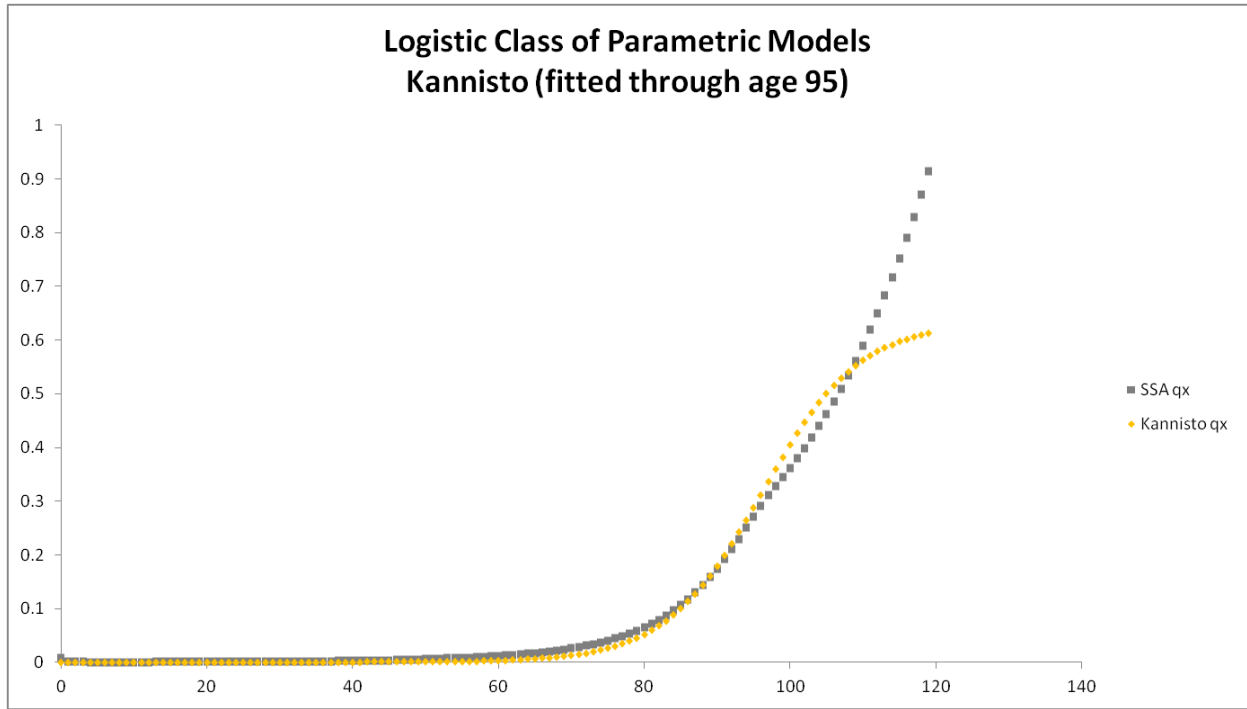 Logistic Class of Parametric Models
Kannisto (fitted through age 95)
1
0.9
0.8
0.7
0.6
0.5
0.4
0.3
0.2
0.1
0
0 20 40 60 80 100 120 140
SSA qx
Kannisto qx